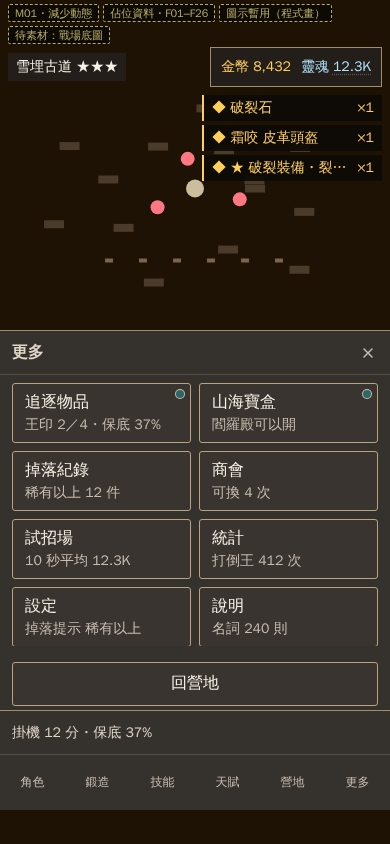 M01・減少動態 佔位資料・F01–F26 圖示暫用（程式畫）
待素材：戰場底圖
雪埋古道 ★★★
金幣 8,432 靈魂 12.3K
◆ 破裂石 ×1
◆ 霜咬 皮革頭盔 ×1
◆ ★ 破裂裝備・裂⋯ ×1
更多 ×
追逐物品
王印 2／4・保底 37%
山海寶盒
閻羅殿可以開
掉落紀錄
稀有以上 12 件
商會
可換 4 次
試招場
10 秒平均 12.3K
統計
打倒王 412 次
設定
掉落提示 稀有以上
說明
名詞 240 則
回營地
掛機 12 分・保底 37%
角色 鍛造 技能 天賦 營地 更多